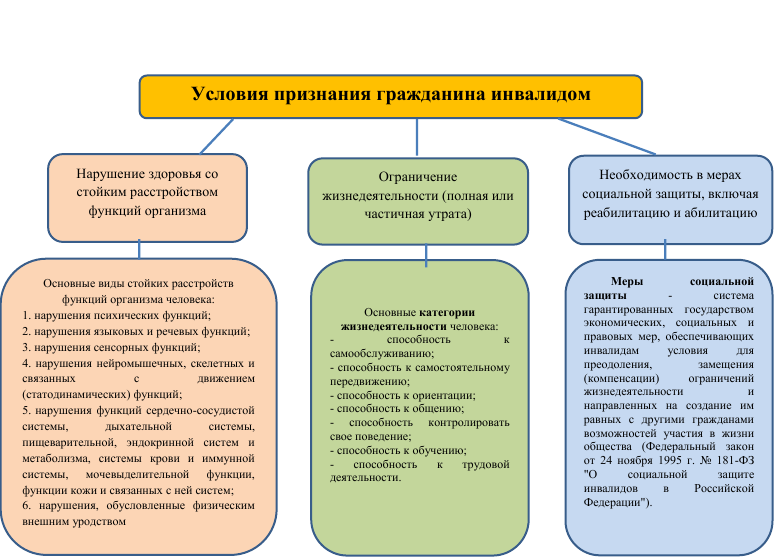 Условия признания гражданина инвалидом
Нарушение здоровья со
стойким расстройством
функций организма
Ограничение
жизнедеятельности (полная или
частичная утрата)
Необходимость в мерах
социальной защиты, включая
реабилитацию и абилитацию
Основные виды стойких расстройств
функций организма человека:
1. нарушения психических функций;
2. нарушения языковых и речевых функций;
3. нарушения сенсорных функций;
4. нарушения нейромышечных, скелетных и
связанных с движением
(статодинамических) функций;
5. нарушения функций сердечно-сосудистой
системы, дыхательной системы,
пищеварительной, эндокринной систем и
метаболизма, системы крови и иммунной
системы, мочевыделительной функции,
функции кожи и связанных с ней систем;
6. нарушения, обусловленные физическим
внешним уродством
Основные категории
жизнедеятельности человека:
- способность к
самообслуживанию;
- способность к самостоятельному
передвижению;
- способность к ориентации;
- способность к общению;
- способность контролировать
свое поведение;
- способность к обучению;
- способность к трудовой
деятельности.
Меры социальной
защиты - система
гарантированных государством
экономических, социальных и
правовых мер, обеспечивающих
инвалидам условия для
преодоления, замещения
(компенсации) ограничений
жизнедеятельности и
направленных на создание им
равных с другими гражданами
возможностей участия в жизни
общества (Федеральный закон
от 24 ноября 1995 г. № 181-ФЗ
"О социальной защите
инвалидов в Российской
Федерации").